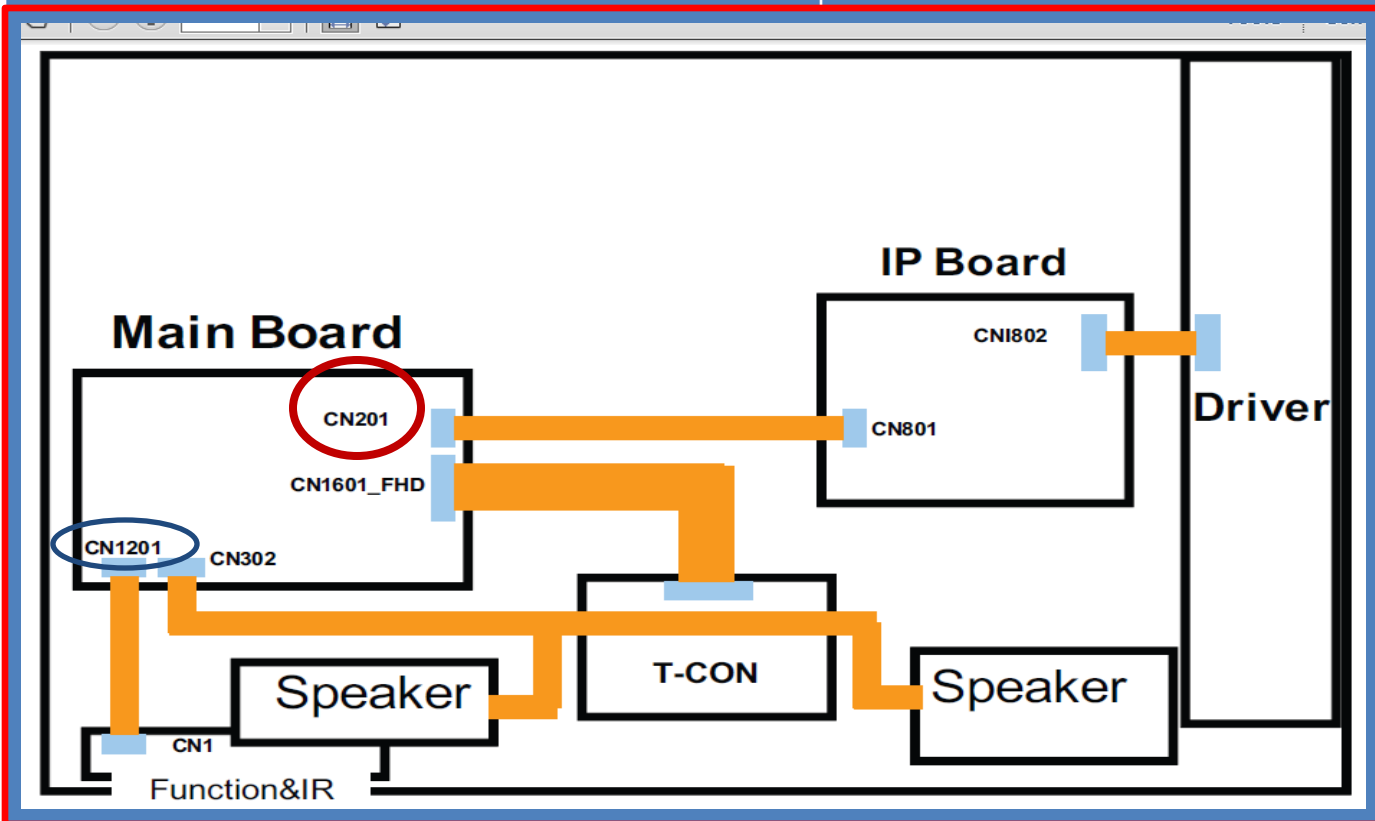 IP Board
Main Board
CNI802
Driver
CN201
CN801
CN1601_FHD
CN1201
CN302
T-CON
Speaker
Speaker
CN1
Function&IR